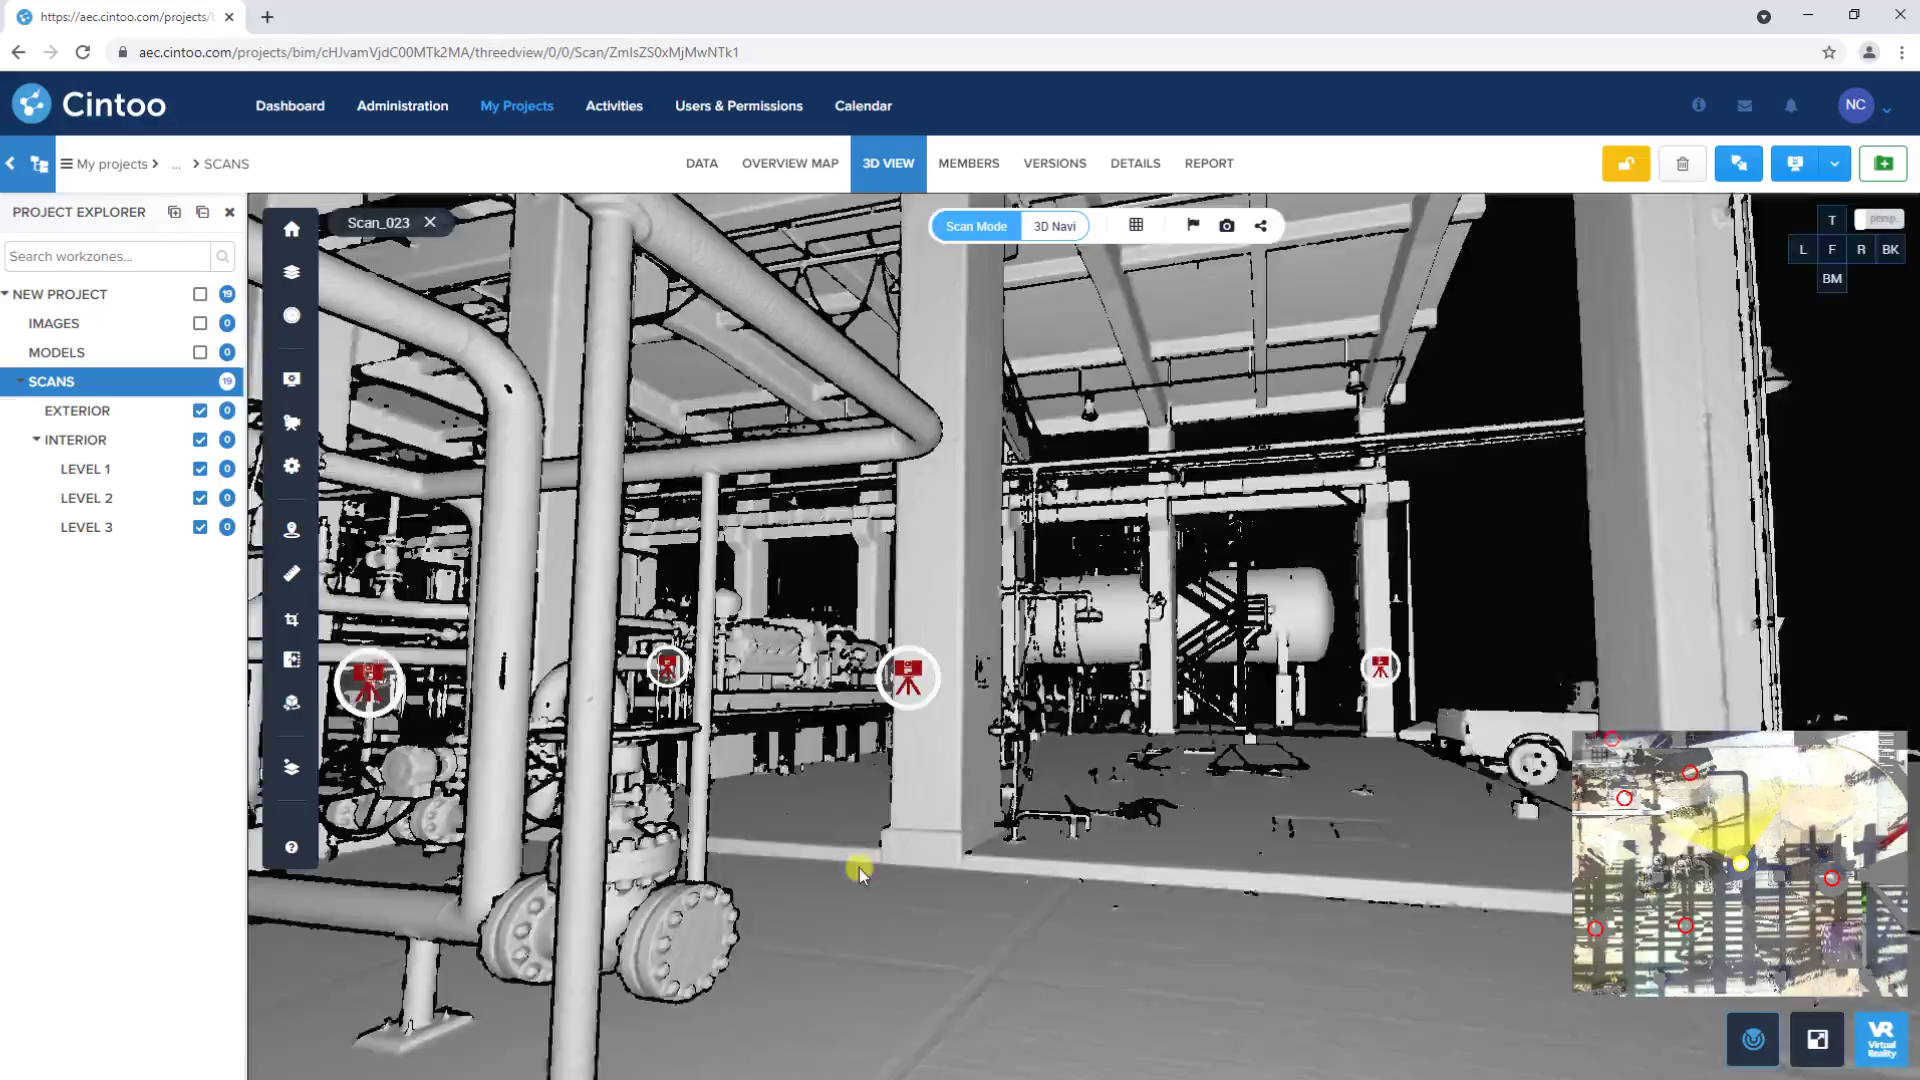 https://aec.cintoo.com/projects/b
aec.cintoo.com/projects/bim/cHJvamVjdC00MTk2MA/threedview/0/0/Scan/ZmlsZS0xMjMwNTk1
Cintoo
Dashboard
Administration
My Projects
Activities
Users & Permissions
Calendar
NC
My projects
...
SCANS
DATA
OVERVIEW MAP
3D VIEW
MEMBERS
VERSIONS
DETAILS
REPORT
PROJECT EXPLORER
Search workzones...
NEW PROJECT 19
IMAGES 0
MODELS 0
SCANS 19
EXTERIOR 0
INTERIOR 0
LEVEL 1 0
LEVEL 2 0
LEVEL 3 0
Scan_023
Scan Mode
3D Navi
T
persp.
L F R BK
BM
VR
Virtual
Reality